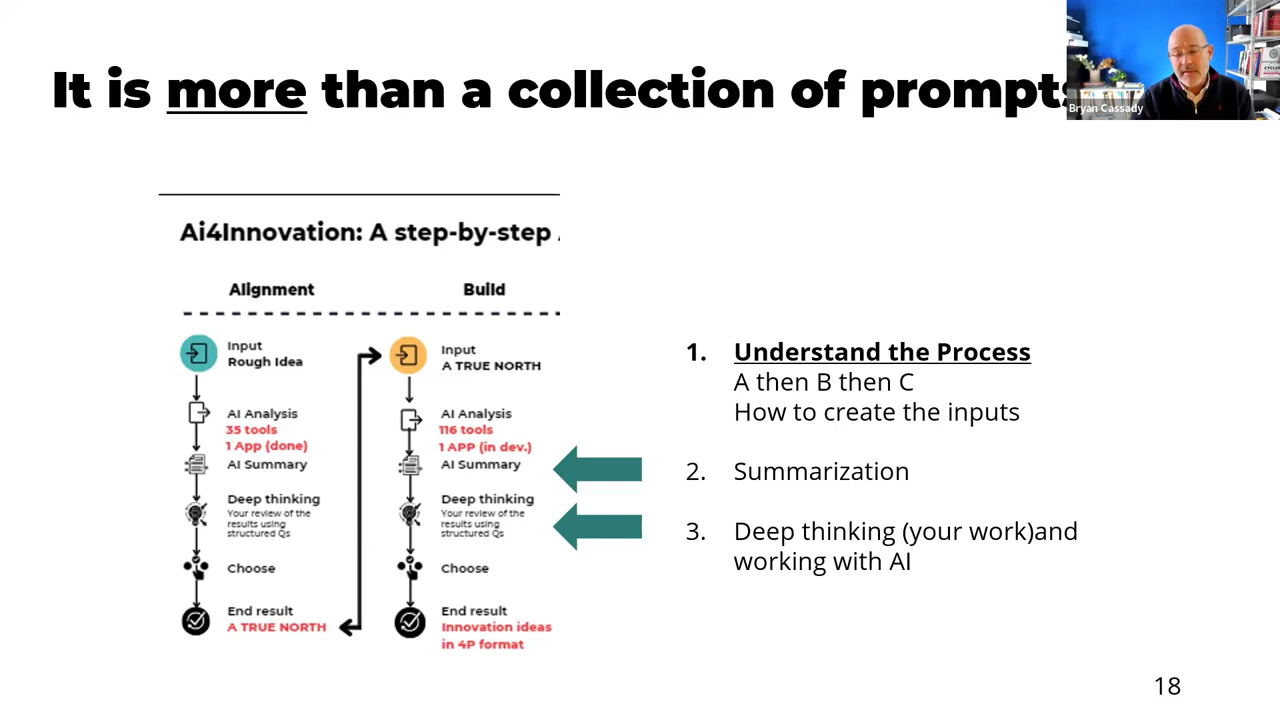 It is more than a collection of prompts
Bryan Cassady
Ai4Innovation: A step-by-step
Alignment
Build
Input
Rough Idea
AI Analysis
35 tools
1 App (done)
AI Summary
Deep thinking
Your review of the
results using
structured Qs
Choose
End result
A TRUE NORTH
Input
A TRUE NORTH
AI Analysis
116 tools
1 APP (in dev.)
AI Summary
Deep thinking
Your review of the
results using
structured Qs
Choose
End result
Innovation ideas
in 4P format
1. Understand the Process
A then B then C
How to create the inputs
2. Summarization
3. Deep thinking (your work)and
working with AI
18